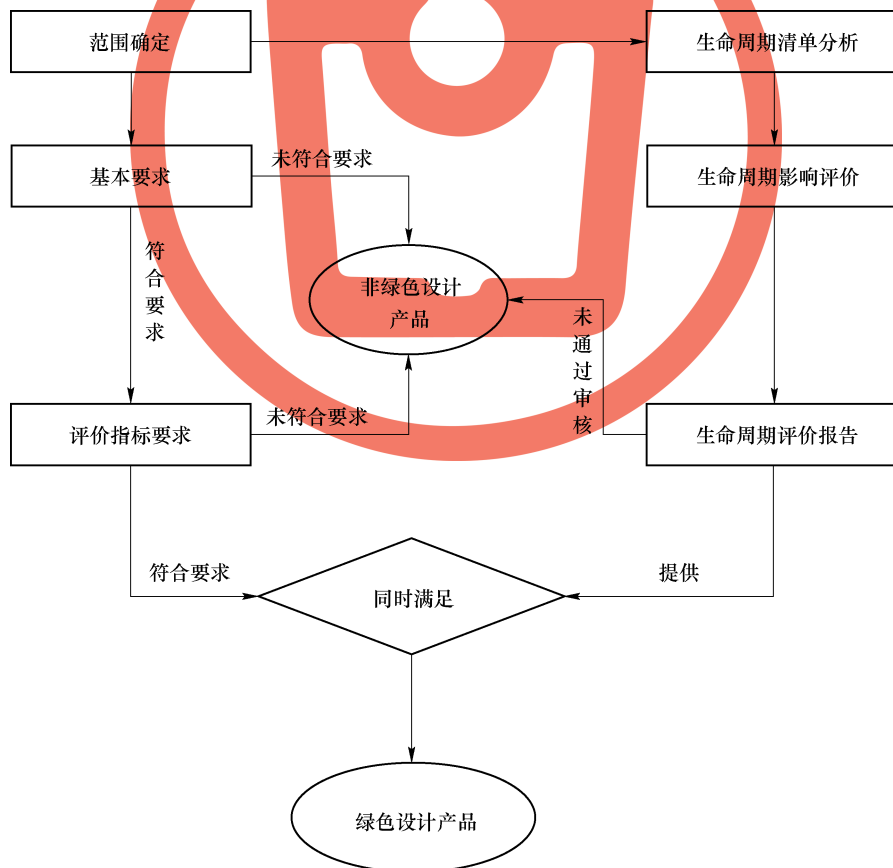 范围确定
生命周期清单分析
未符合要求
基本要求
生命周期影响评价
符合要求
非绿色设计
产品
未通过审核
未符合要求
评价指标要求
生命周期评价报告
符合要求
提供
同时满足
绿色设计产品